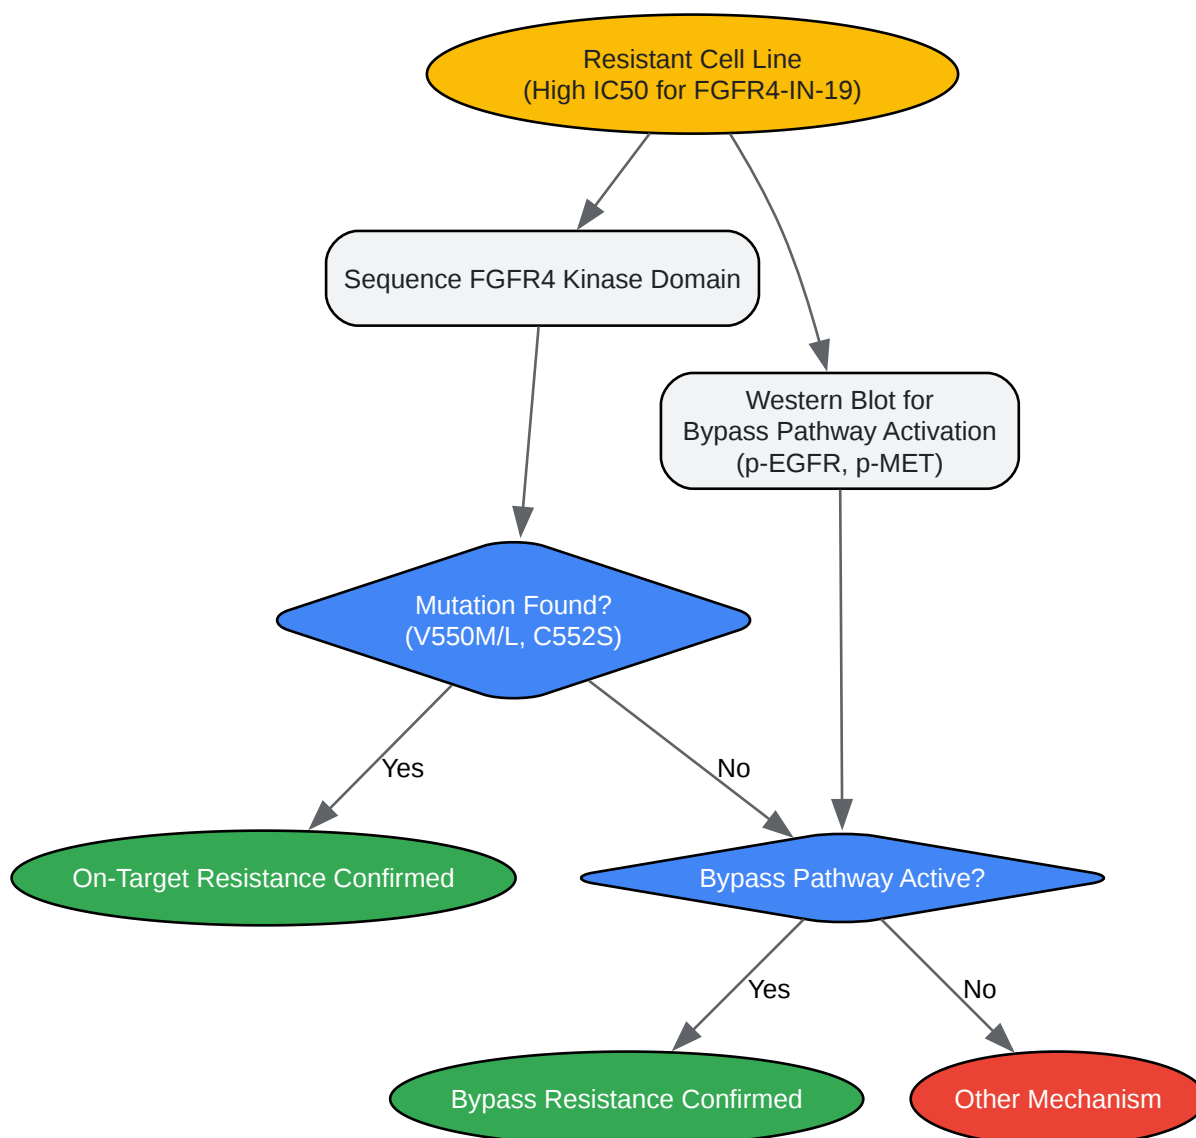 Resistant Cell Line
(High IC50 for FGFR4-IN-19)
Sequence FGFR4 Kinase Domain
Western Blot for
Bypass Pathway Activation
(p-EGFR, p-MET)
Mutation Found?
(V550M/L, C552S)
Yes
No
On-Target Resistance Confirmed
Bypass Pathway Active?
Yes
No
Bypass Resistance Confirmed
Other Mechanism